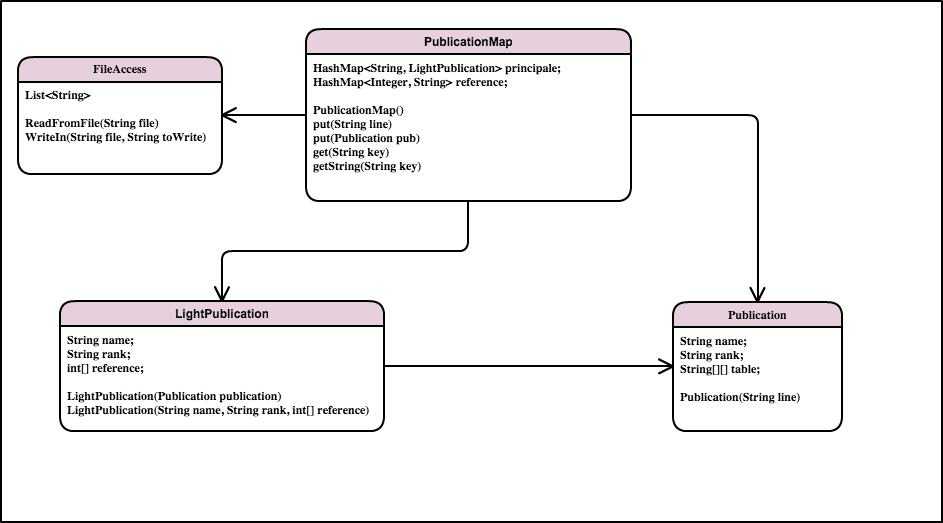 PublicationMap
HashMap<String, LightPublication> principale;
HashMap<Integer, String> reference;
PublicationMap()
put(String line)
put(Publication pub)
get(String key)
getString(String key)
FileAccess
List<String>
ReadFromFile(String file)
WriteIn(String file, String toWrite)
LightPublication
String name;
String rank;
int[] reference;
LightPublication(Publication publication)
LightPublication(String name, String rank, int[] reference)
Publication
String name;
String rank;
String[][] table;
Publication(String line)